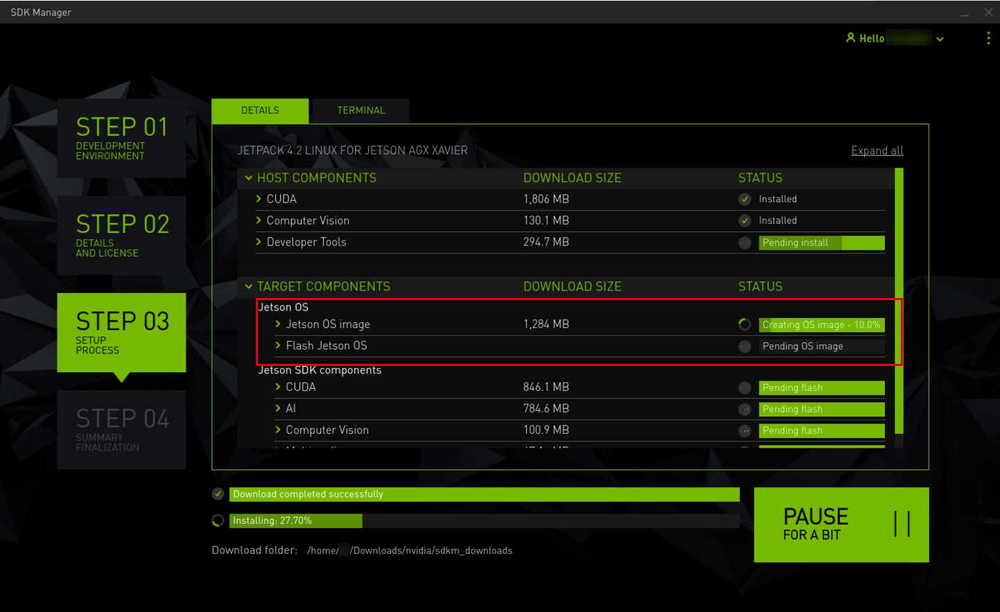 SDK Manager
Hello
DETAILS TERMINAL
STEP 01
DEVELOPMENT
ENVIRONMENT
STEP 02
DETAILS
AND LICENSE
STEP 03
SETUP
PROCESS
STEP 04
SUMMARY
FINALIZATION
JETPACK 4.2 LINUX FOR JETSON AGX XAVIER Expand all
HOST COMPONENTS DOWNLOAD SIZE STATUS
CUDA 1,806 MB Installed
Computer Vision 130.1 MB Installed
Developer Tools 294.7 MB Pending install
TARGET COMPONENTS DOWNLOAD SIZE STATUS
Jetson OS
Jetson OS image 1,284 MB Creating OS image - 10.0%
Flash Jetson OS Pending OS image
Jetson SDK components
CUDA 846.1 MB Pending flash
AI 784.6 MB Pending flash
Computer Vision 100.9 MB Pending flash
Download completed successfully
Installing: 27.70%
Download folder: /home/ /Downloads/nvidia/sdkm_downloads
PAUSE
FOR A BIT